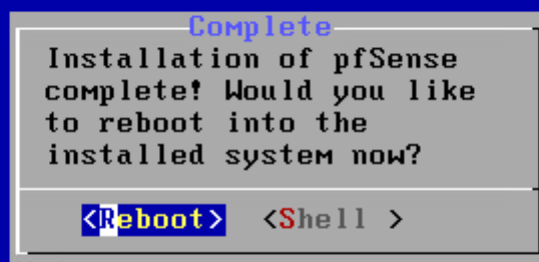 Complete
Installation of pfSense
complete! Would you like
to reboot into the
installed system now?
<Reboot> <Shell >